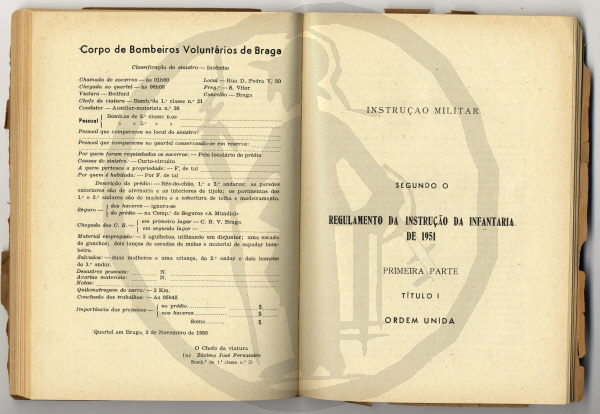 Corpo de Bombeiros Voluntários de Braga
Classificação do sinistro — Incêndio
Chamada de socorros — às 01h00
Local — Rua D. Pedro V, 50
Chegada ao quartel — às 06h00
Freg.ª — S. Vítor
Viatura — Bedford
Concelho — Braga
Chefe da viatura — Bomb.º de 1.ª classe n.º 21
Condutor — Auxiliar-motorista n.º 36
Pessoal
Bomb.os de 2.ª classe n.os
» » 3.ª » »
Pessoal que compareceu no local do sinistro:
Pessoal que compareceu no quartel conservando-se em reserva:
Por quem foram requisitados os socorros: — Pelo locatário do prédio
Causas do sinistro: — Curto-circuito
A quem pertence a propriedade: — F. de tal
Por quem é habitada: — Por F. de tal
Descrição do prédio: — Rés-do-chão, 1.º e 2.º andares; as paredes
exteriores são de alvenaria e as interiores de tijolo; os pavimentos dos
1.º e 2.º andares são de madeira e a cobertura de telha e madeiramento.
Seguro —
dos haveres — ignora-se
do prédio — na Comp.ª de Seguros «A Mundial»
Chegada dos C. B. —
em primeiro lugar — C. B. V. Braga
em segundo lugar —
Material empregado: — 2 agulhetas, utilizando um disjuntor; uma escada
de ganchos; dois lanços de escadas de molas e material de sapador bom-
beiro.
Salvados: — duas mulheres e uma criança, do 2.º andar e dois homens
do 1.º andar.
Desastres pessoais: N.
Avarias materiais: N.
Notas:
Quilometragem do carro: — 2 Km.
Conclusão dos trabalhos: — Às 05h45
Importância dos prejuízos —
no prédio $
nos haveres $
Soma $
Quartel em Braga, 2 de Novembro de 1955
O Chefe da viatura
(a) Zózimo José Fernandes
Bomb.º de 1.ª classe n.º 21
INSTRUÇAO MILITAR
SEGUNDO O
REGULAMENTO DA INSTRUÇÃO DA INFANTARIA
DE 1951
PRIMEIRA PARTE
TÍTULO I
ORDEM UNIDA